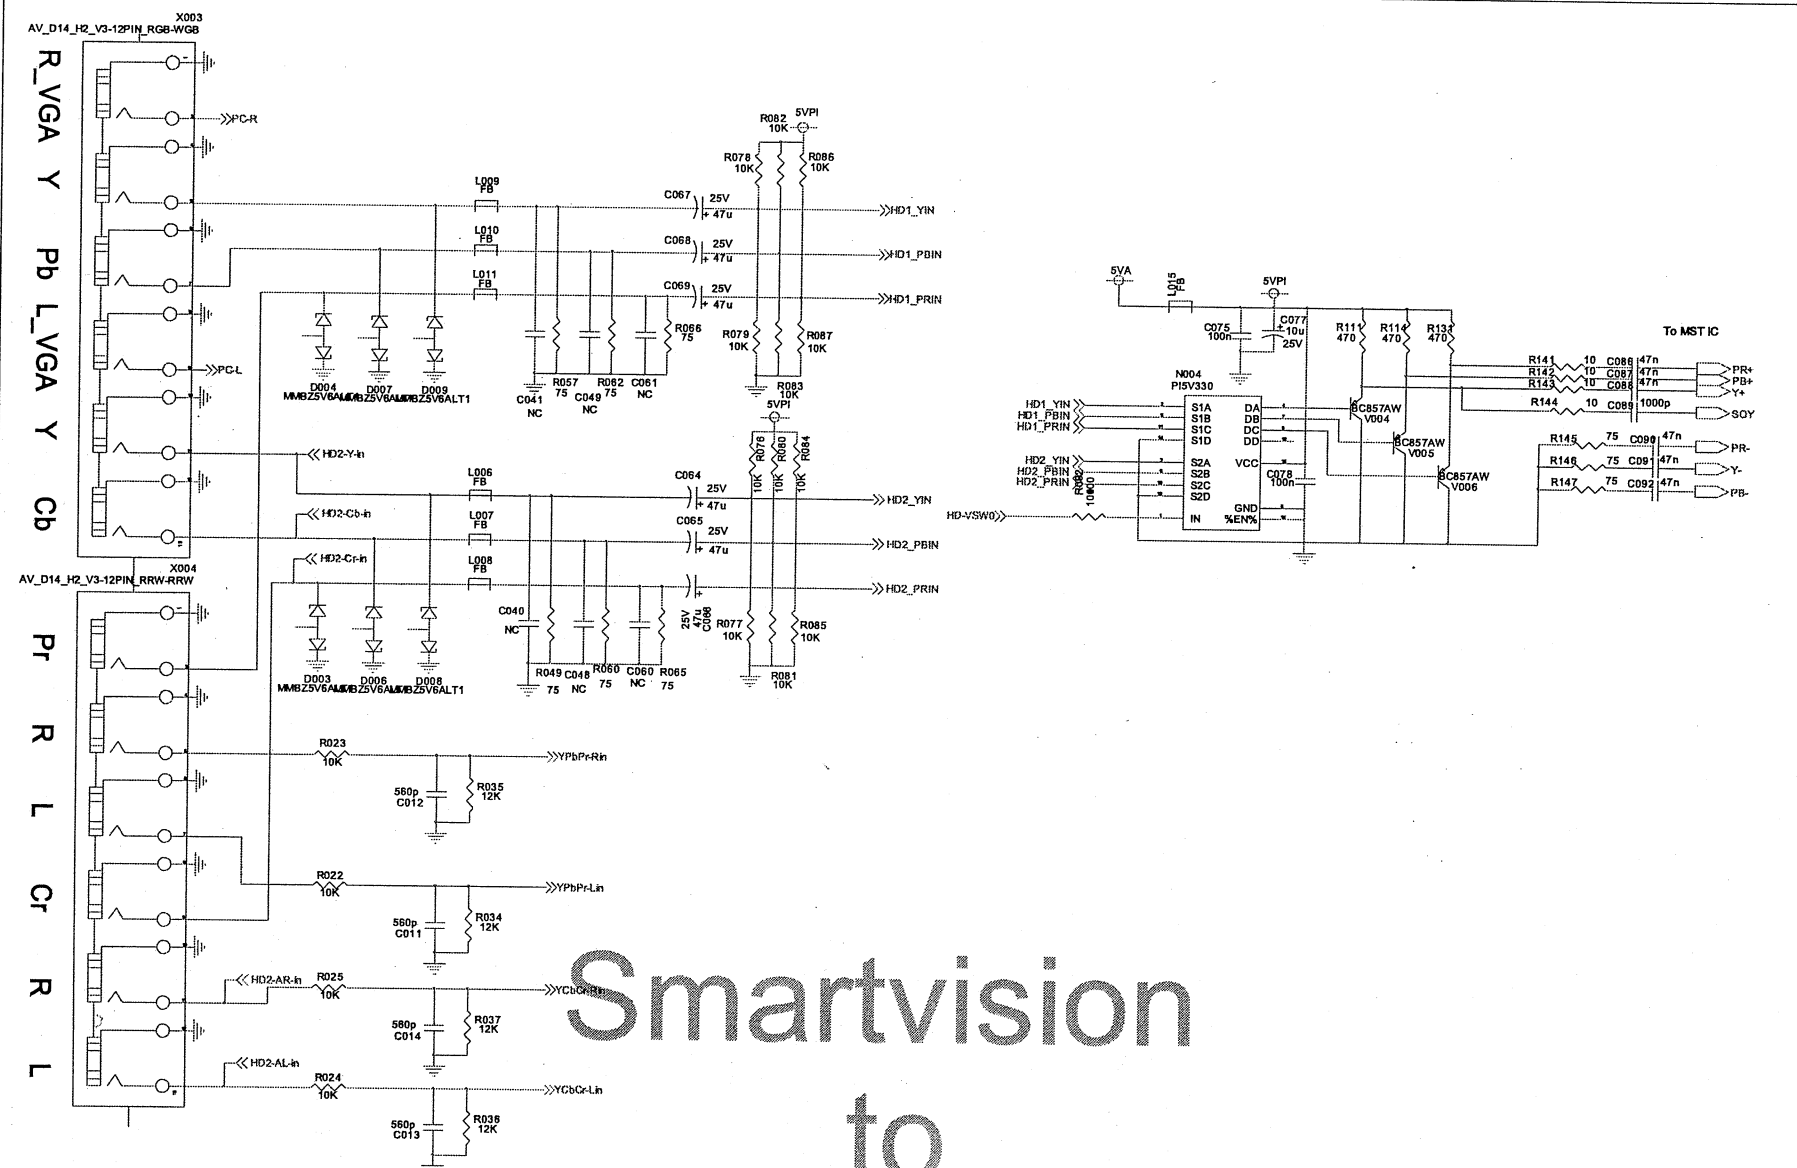 X003
AV_D14_H2_V3-12PIN_RGB-WGB
R_VGA
Y
Pb
L_VGA
Y
Cb
PC-R
PC-L
HD2-Y-in
HD2-Cb-in
HD2-Cr-in
L009
FB
L010
FB
L011
FB
C067
25V
47u
C068
25V
47u
C069
25V
47u
5VPI
R082
10K
R078
10K
R086
10K
HD1_YIN
HD1_PBIN
HD1_PRIN
R079
10K
R087
10K
R083
10K
D004
D007
D009
MMBZ5V6ALT1
C041
NC
R057
75
C049
NC
R062
75
C061
NC
R066
75
5VPI
R076
10K
R080
10K
R084
10K
L006
FB
L007
FB
L008
FB
C064
25V
47u
C065
25V
47u
25V
47u
HD2_YIN
HD2_PBIN
HD2_PRIN
R077
10K
R085
10K
R081
10K
C040
NC
R049
75
C048
NC
R060
75
C060
NC
R065
75
D003
D006
D008
MMBZ5V6ALT1
X004
AV_D14_H2_V3-12PIN_RRW-RRW
Pr
R
L
Cr
R
L
R023
10K
YPbPr-Rin
560p
C012
R035
12K
R022
10K
YPbPr-Lin
560p
C011
R034
12K
HD2-AR-in
R025
10K
YCbCr-Rin
560p
C014
R037
12K
HD2-AL-in
R024
10K
YCbCr-Lin
560p
C013
R036
12K
5VA
L015
FB
5VPI
C075
100n
C077
10u
25V
R111
470
R114
470
R131
470
To MST IC
N004
PI5V330
HD1_YIN
HD1_PBIN
HD1_PRIN
HD2_YIN
HD2_PBIN
HD2_PRIN
HD-VSW0
S1A
S1B
S1C
S1D
S2A
S2B
S2C
S2D
IN
DA
DB
DC
DD
VCC
GND
%EN%
C078
100n
BC857AW
V004
BC857AW
V005
BC857AW
V006
R141 10 C086 47n PR+
R142 10 C087 47n PB+
R143 10 C088 47n Y+
R144 10 C089 1000p SOY
R145 75 C090 47n PR-
R146 75 C091 47n Y-
R147 75 C092 47n PB-
Smartvision
to